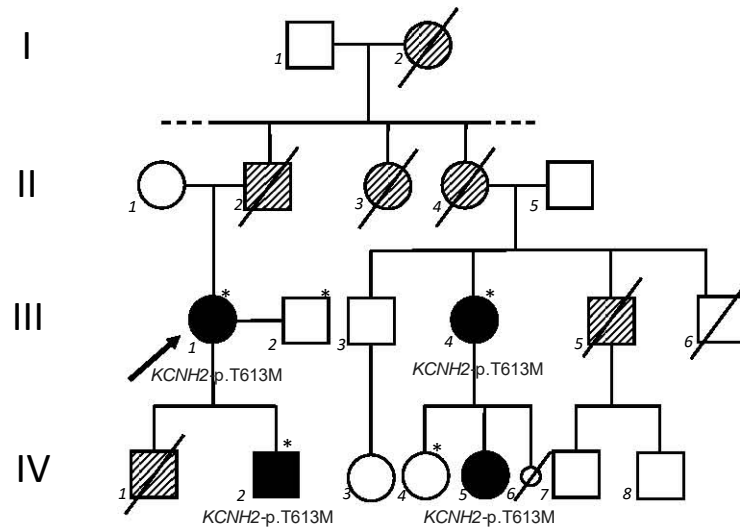 I
1 2
II
1 2 3 4 5
* * *
III
1 2 3 4 5 6
KCNH2-p.T613M KCNH2-p.T613M
* *
IV
1 2 3 4 5 6 7 8
KCNH2-p.T613M KCNH2-p.T613M